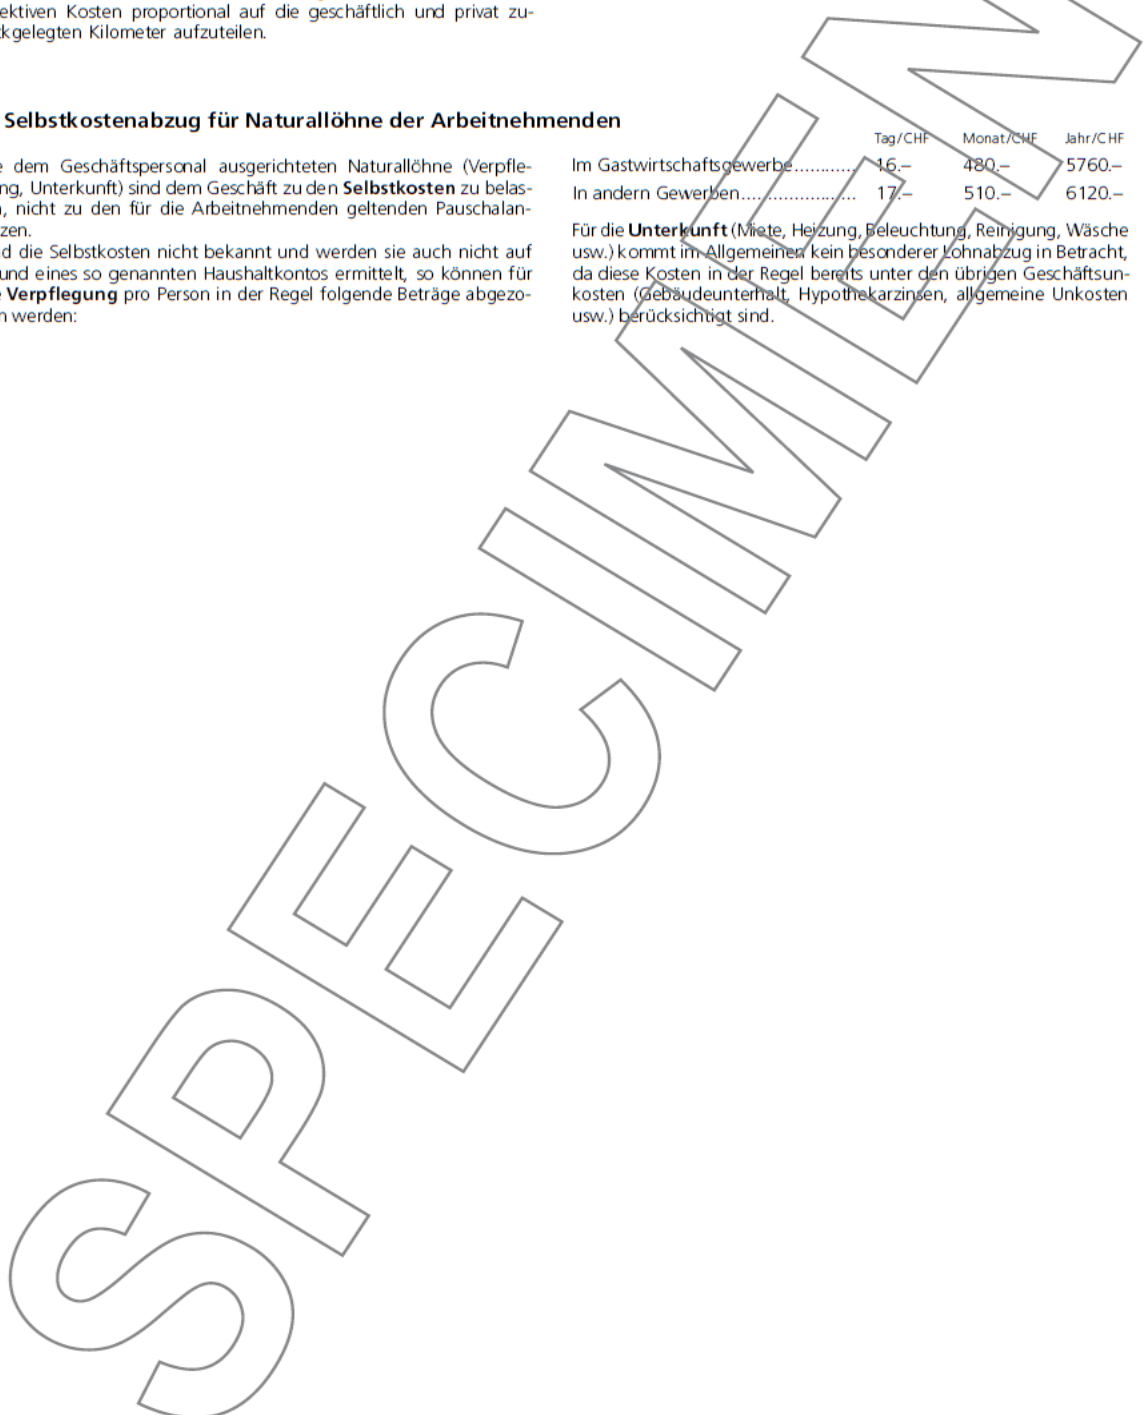 ektiven Kosten proportional auf die geschäftlich und privat zu-
kgelegten Kilometer aufzuteilen.
Selbstkostenabzug für Naturallöhne der Arbeitnehmenden
e dem Geschäftspersonal ausgerichteten Naturallöhne (Verpfle-
ng, Unterkunft) sind dem Geschäft zu den Selbstkosten zu belas-
, nicht zu den für die Arbeitnehmenden geltenden Pauschalan-
zen.
d die Selbstkosten nicht bekannt und werden sie auch nicht auf
und eines so genannten Haushaltkontos ermittelt, so können für
e Verpflegung pro Person in der Regel folgende Beträge abgezo-
n werden:
Tag/CHF Monat/CHF Jahr/CHF
Im Gastwirtschaftsgewerbe............ 16.– 480.– 5760.–
In andern Gewerben...................... 17.– 510.– 6120.–
Für die Unterkunft (Miete, Heizung, Beleuchtung, Reinigung, Wäsche
usw.) kommt im Allgemeinen kein besonderer Lohnabzug in Betracht,
da diese Kosten in der Regel bereits unter den übrigen Geschäftsun-
kosten (Gebäudeunterhalt, Hypothekarzinsen, allgemeine Unkosten
usw.) berücksichtigt sind.
SPECIMEN